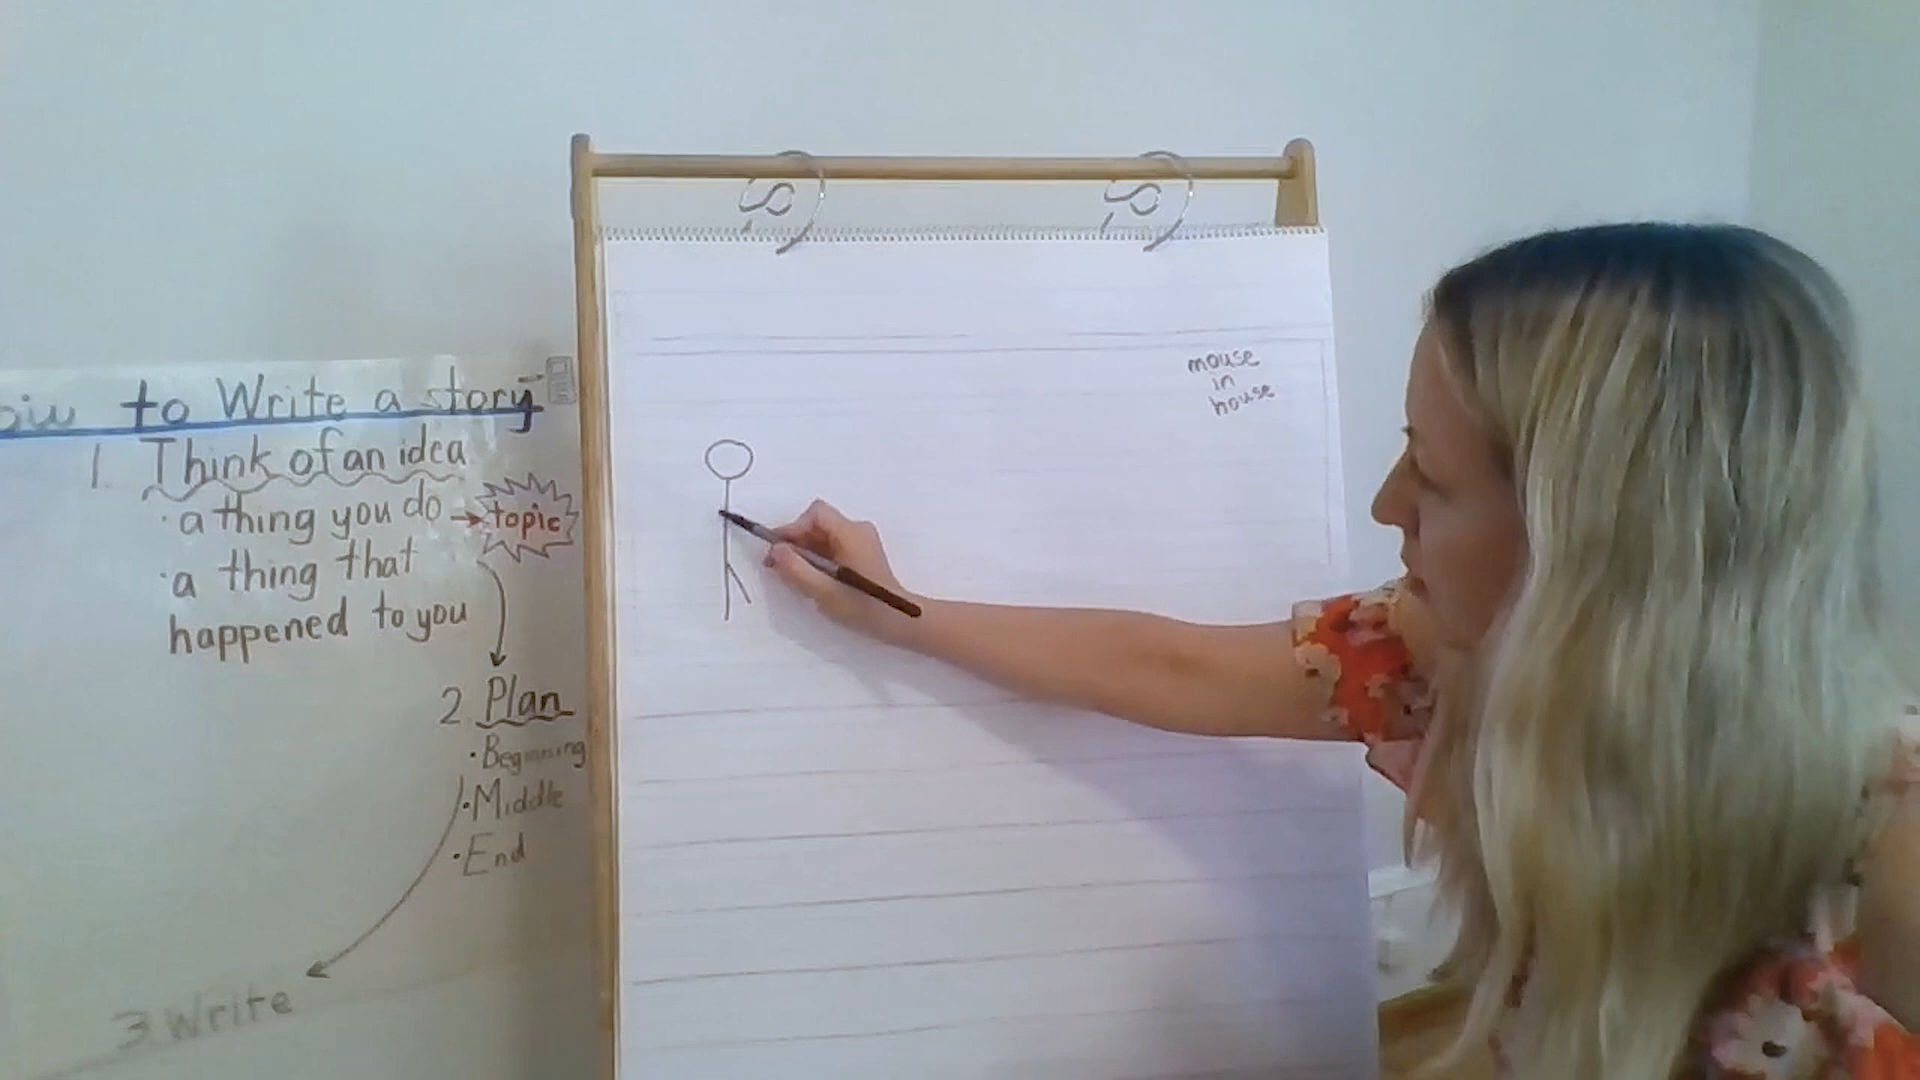 to Write a story
1. Think of an idea
· a thing you do → topic
· a thing that
happened to you
2. Plan
· Beginning
· Middle
· End
3 Write
mouse
in
house